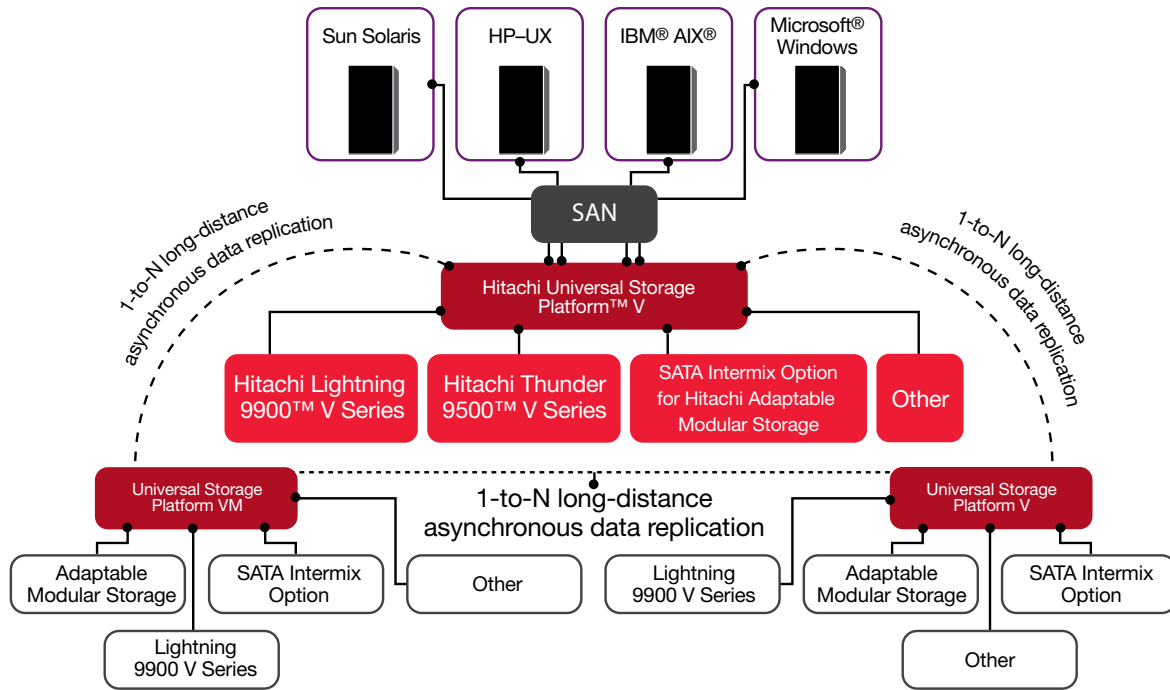 Sun Solaris
HP–UX
IBM® AIX®
Microsoft®
Windows
SAN
1-to-N long-distance
asynchronous data replication
1-to-N long-distance
asynchronous data replication
Hitachi Universal Storage
Platform™ V
Hitachi Lightning
9900™ V Series
Hitachi Thunder
9500™ V Series
SATA Intermix Option
for Hitachi Adaptable
Modular Storage
Other
Universal Storage
Platform VM
1-to-N long-distance
asynchronous data replication
Universal Storage
Platform V
Adaptable
Modular Storage
SATA Intermix
Option
Other
Lightning
9900 V Series
Adaptable
Modular Storage
SATA Intermix
Option
Lightning
9900 V Series
Other